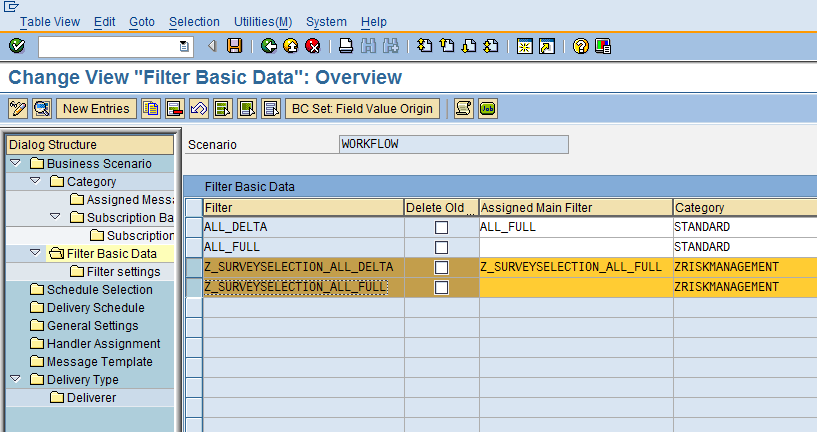 Table View Edit Goto Selection Utilities(M) System Help
Change View "Filter Basic Data": Overview
New Entries BC Set: Field Value Origin
Dialog Structure
Business Scenario
Category
Assigned Messa
Subscription Ba
Subscription
Filter Basic Data
Filter settings
Schedule Selection
Delivery Schedule
General Settings
Handler Assignment
Message Template
Delivery Type
Deliverer
Scenario WORKFLOW
Filter Basic Data
Filter Delete Old ... Assigned Main Filter Category
ALL_DELTA ALL_FULL STANDARD
ALL_FULL STANDARD
Z_SURVEYSELECTION_ALL_DELTA Z_SURVEYSELECTION_ALL_FULL ZRISKMANAGEMENT
Z_SURVEYSELECTION_ALL_FULL ZRISKMANAGEMENT